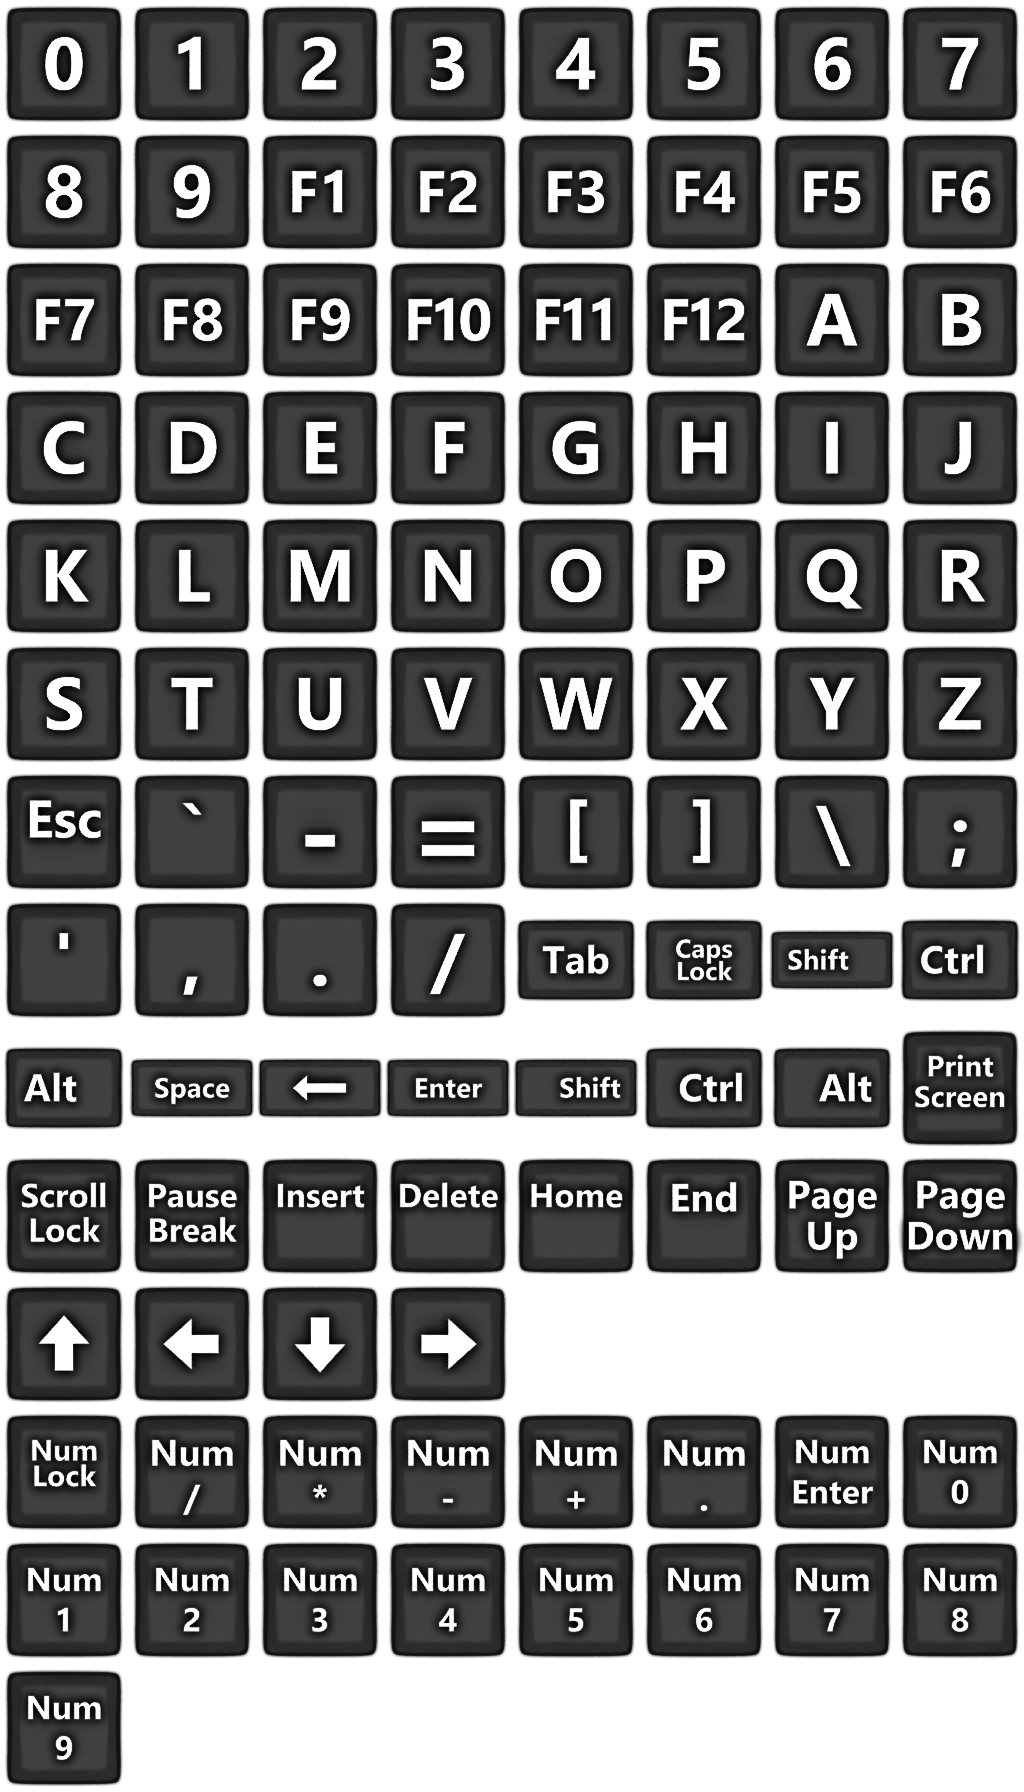 0 1 2 3 4 5 6 7
8 9 F1 F2 F3 F4 F5 F6
F7 F8 F9 F10 F11 F12 A B
C D E F G H I J
K L M N O P Q R
S T U V W X Y Z
Esc ` - = [ ] \ ;
' , . / Tab Caps Lock Shift Ctrl
Alt Space ← Enter Shift Ctrl Alt Print Screen
Scroll Lock Pause Break Insert Delete Home End Page Up Page Down
↑ ← ↓ →
Num Lock Num / Num * Num - Num + Num . Num Enter Num 0
Num 1 Num 2 Num 3 Num 4 Num 5 Num 6 Num 7 Num 8
Num 9